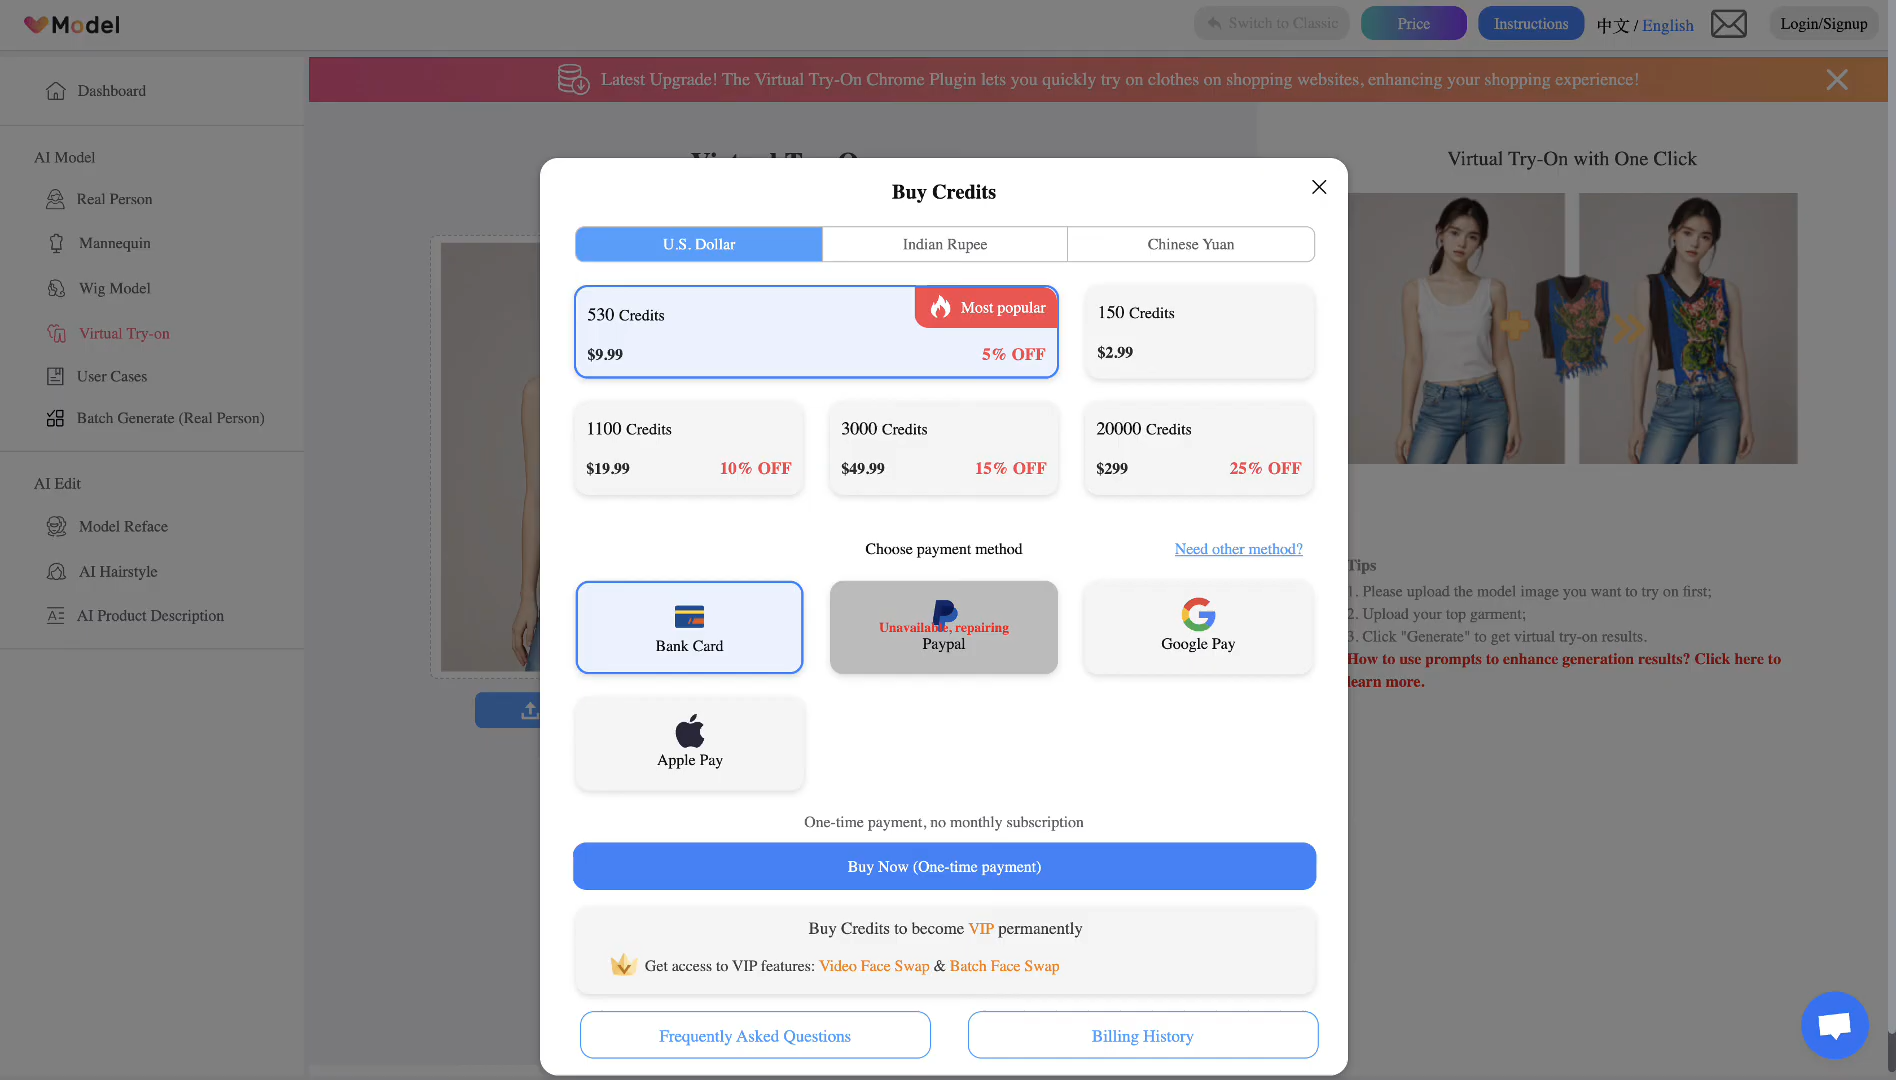 Model
Switch to Classic
Price
Instructions
中文 / English
Login/Signup
Latest Upgrade! The Virtual Try-On Chrome Plugin lets you quickly try on clothes on shopping websites, enhancing your shopping experience!
Dashboard
AI Model
Real Person
Mannequin
Wig Model
Virtual Try-on
User Cases
Batch Generate (Real Person)
AI Edit
Model Reface
AI Hairstyle
AI Product Description
Buy Credits
U.S. Dollar
Indian Rupee
Chinese Yuan
530 Credits
Most popular
$9.99
5% OFF
150 Credits
$2.99
1100 Credits
$19.99
10% OFF
3000 Credits
$49.99
15% OFF
20000 Credits
$299
25% OFF
Choose payment method
Need other method?
Bank Card
Unavailable, repairing
Paypal
Google Pay
Apple Pay
One-time payment, no monthly subscription
Buy Now (One-time payment)
Buy Credits to become VIP permanently
Get access to VIP features: Video Face Swap & Batch Face Swap
Frequently Asked Questions
Billing History
Virtual Try-On with One Click
Tips
1. Please upload the model image you want to try on first;
2. Upload your top garment;
3. Click "Generate" to get virtual try-on results.
How to use prompts to enhance generation results? Click here to
learn more.